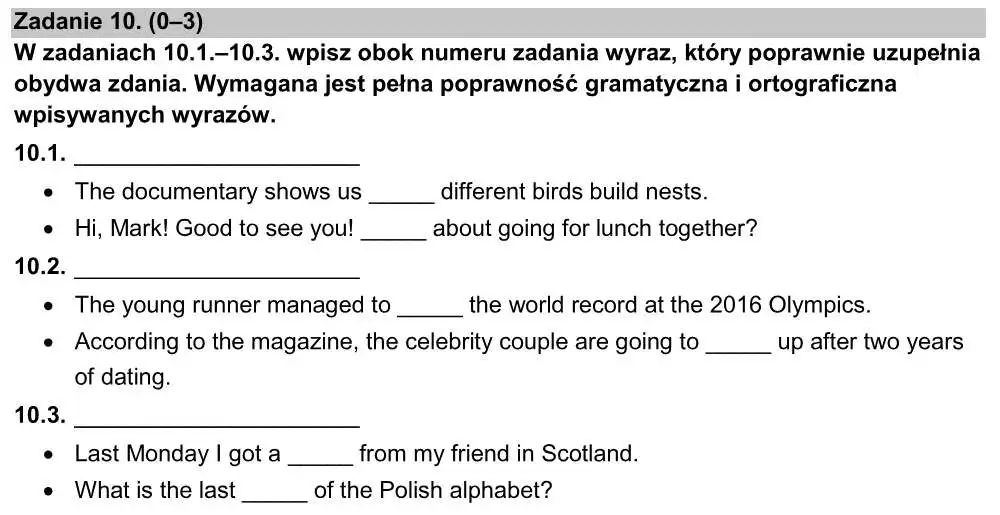 Zadanie 10. (0–3)
W zadaniach 10.1.–10.3. wpisz obok numeru zadania wyraz, który poprawnie uzupełnia
obydwa zdania. Wymagana jest pełna poprawność gramatyczna i ortograficzna
wpisywanych wyrazów.
10.1. ______________________
• The documentary shows us _____ different birds build nests.
• Hi, Mark! Good to see you! _____ about going for lunch together?
10.2. ______________________
• The young runner managed to _____ the world record at the 2016 Olympics.
• According to the magazine, the celebrity couple are going to _____ up after two years
of dating.
10.3. ______________________
• Last Monday I got a _____ from my friend in Scotland.
• What is the last _____ of the Polish alphabet?